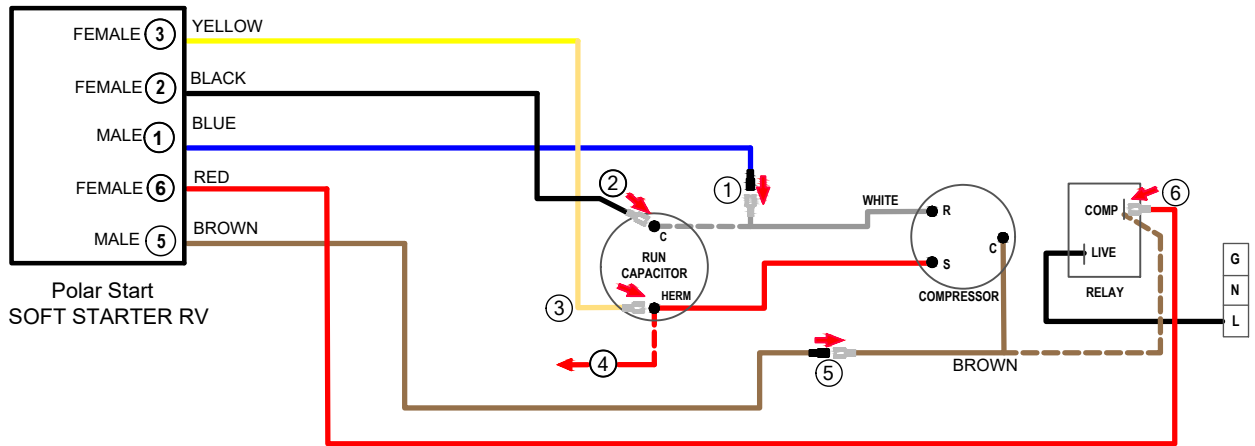 FEMALE 3 YELLOW
FEMALE 2 BLACK
MALE 1 BLUE
FEMALE 6 RED
MALE 5 BROWN
Polar Start
SOFT STARTER RV
2
1
C
RUN
CAPACITOR
HERM
3
4
WHITE
R
C
S
COMPRESSOR
5
BROWN
COMP
6
LIVE
RELAY
G
N
L